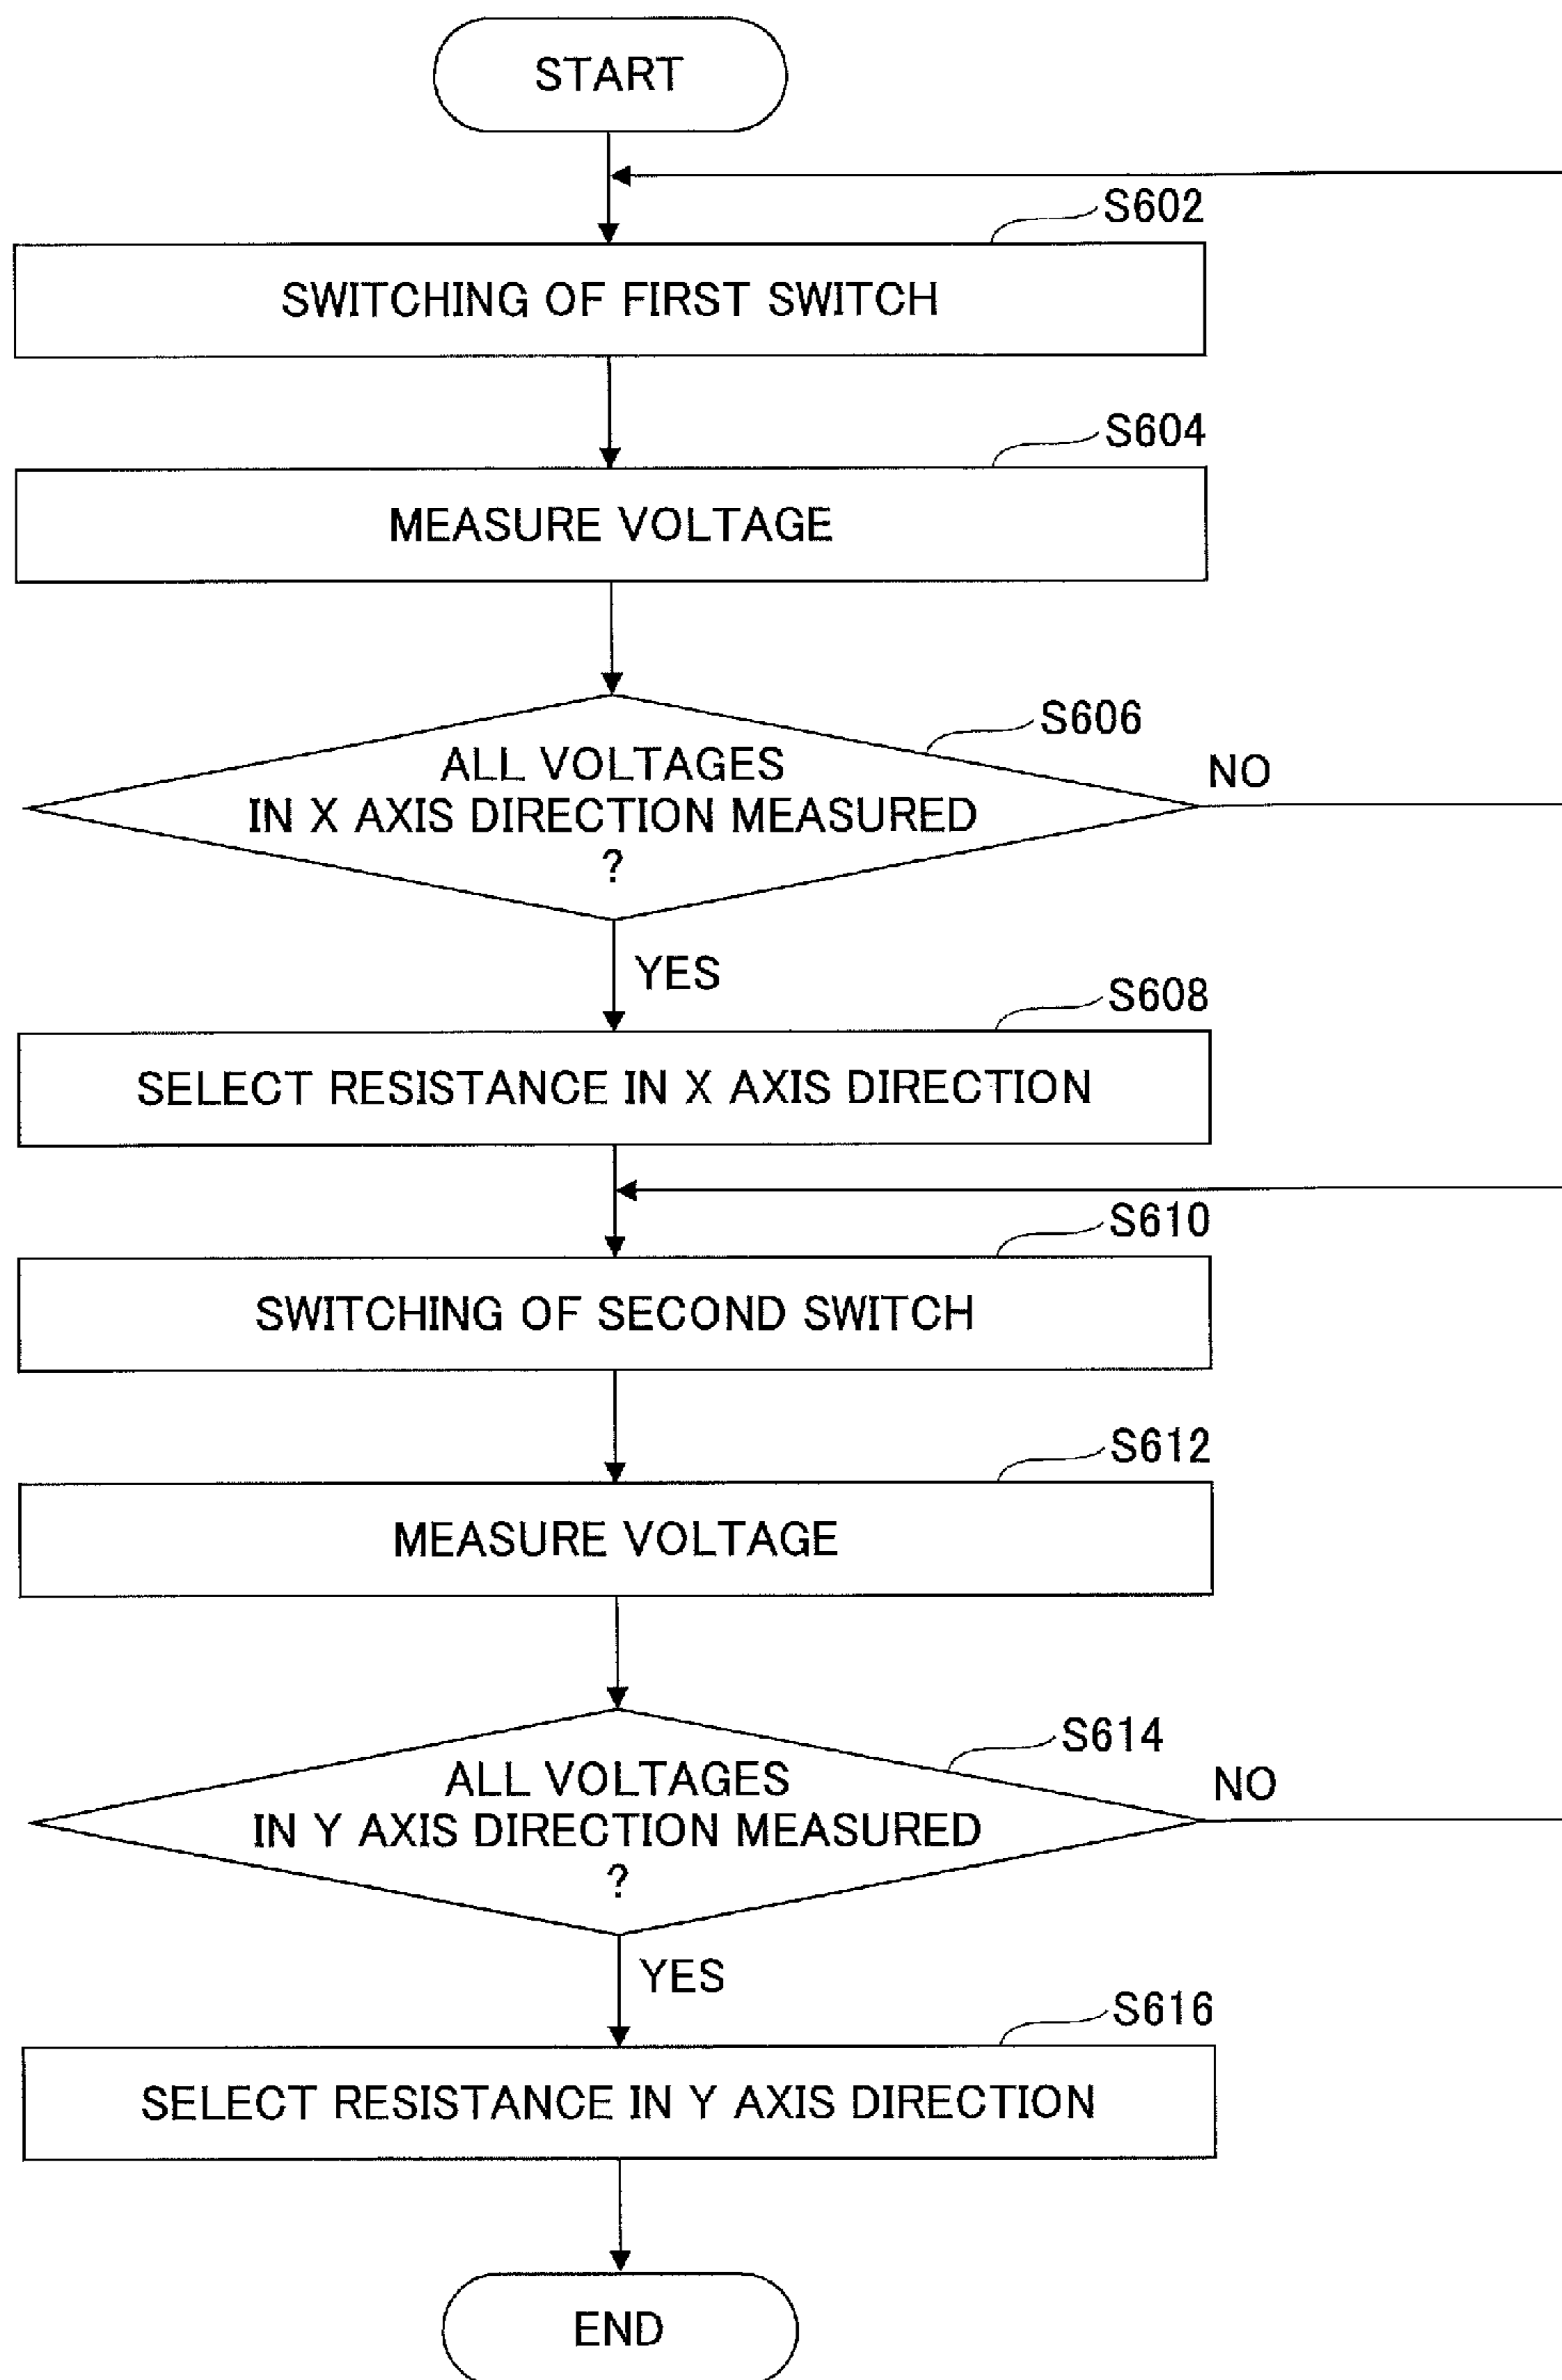 START
S602
SWITCHING OF FIRST SWITCH
S604
MEASURE VOLTAGE
S606
ALL VOLTAGES
IN X AXIS DIRECTION MEASURED
?
NO
YES
S608
SELECT RESISTANCE IN X AXIS DIRECTION
S610
SWITCHING OF SECOND SWITCH
S612
MEASURE VOLTAGE
S614
ALL VOLTAGES
IN Y AXIS DIRECTION MEASURED
?
NO
YES
S616
SELECT RESISTANCE IN Y AXIS DIRECTION
END